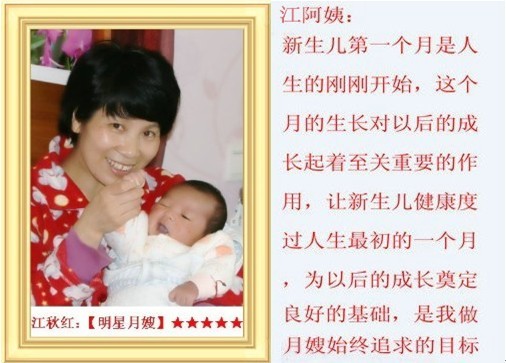 江阿姨：
新生儿第一个月是人
生的刚刚开始，这个
月的生长对以后的成
长起着至关重要的作
用，让新生儿健康度
过人生最初的一个月
，为以后的成长奠定
良好的基础，是我做
月嫂始终追求的目标
江秋红：【明星月嫂】★★★★★